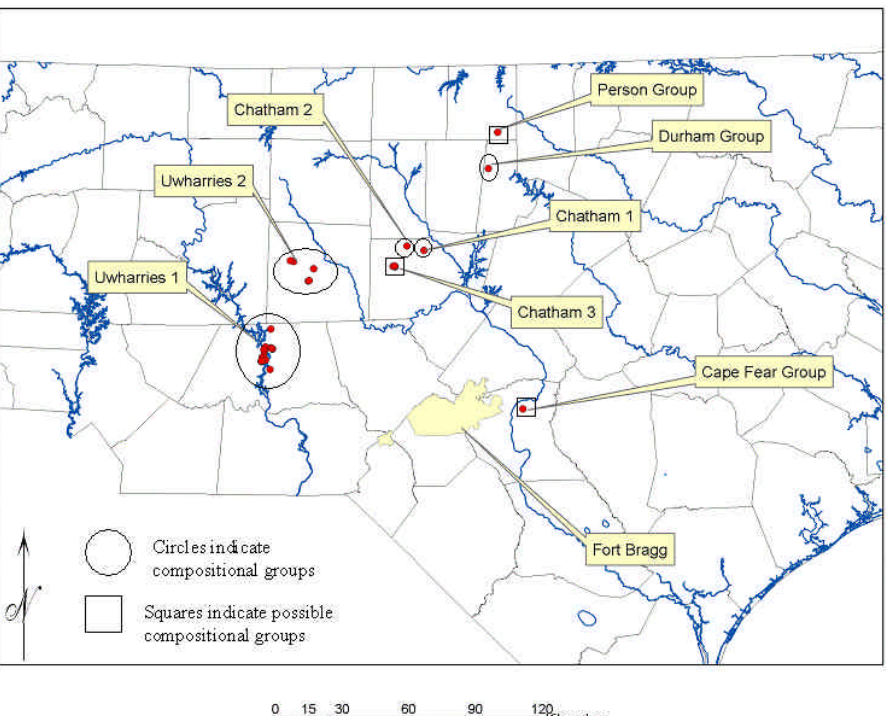 Person Group
Chatham 2
Durham Group
Uwharries 2
Chatham 1
Uwharries 1
Chatham 3
Cape Fear Group
Fort Bragg
Circles indicate
compositional groups
N
Squares indicate possible
compositional groups
0 15 30 60 90 120